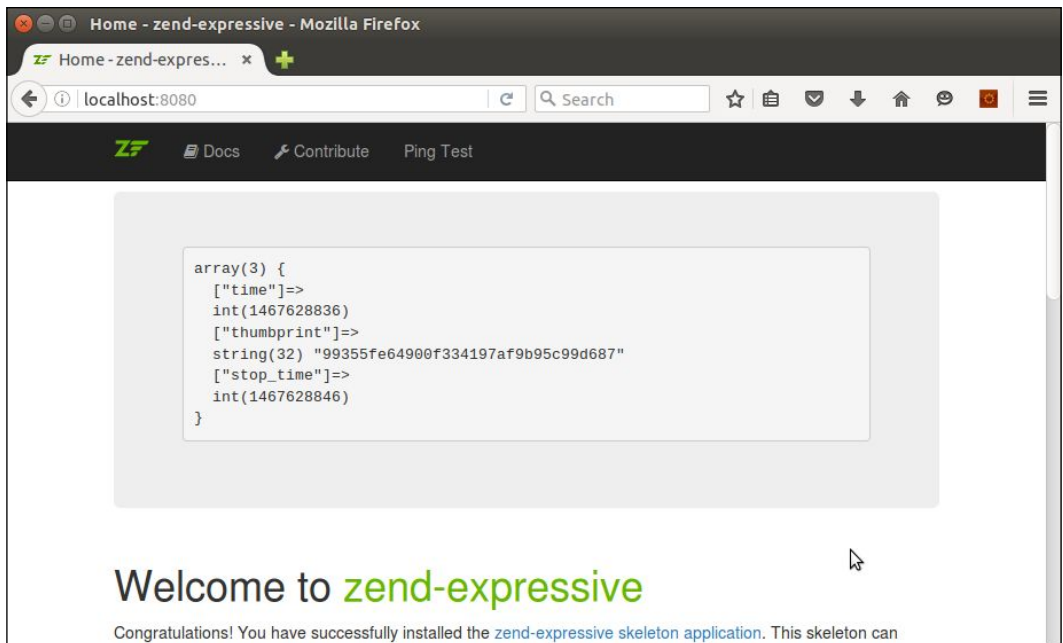 Home - zend-expressive - Mozilla Firefox
ZF Home - zend-expres... ×
localhost:8080 Search
ZF Docs Contribute Ping Test
array(3) {
["time"]=>
int(1467628836)
["thumbprint"]=>
string(32) "99355fe64900f334197af9b95c99d687"
["stop_time"]=>
int(1467628846)
}
Welcome to zend-expressive
Congratulations! You have successfully installed the zend-expressive skeleton application. This skeleton can